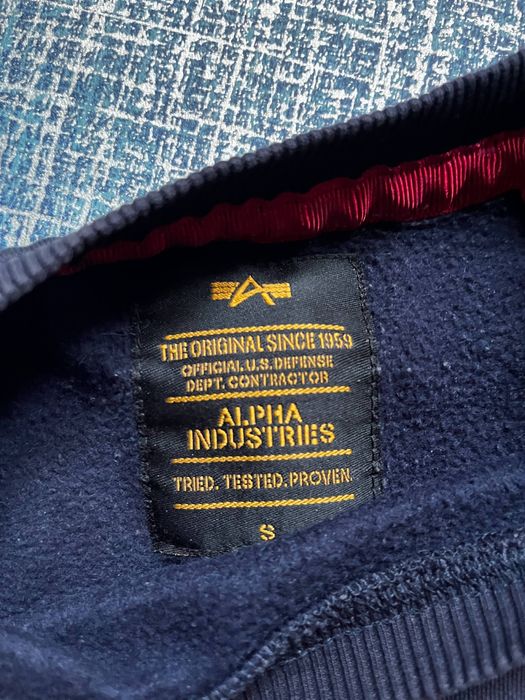 THE ORIGINAL SINCE 1959
OFFICIAL U.S. DEFENSE
DEPT. CONTRACTOR
ALPHA
INDUSTRIES
TRIED. TESTED. PROVEN.
S